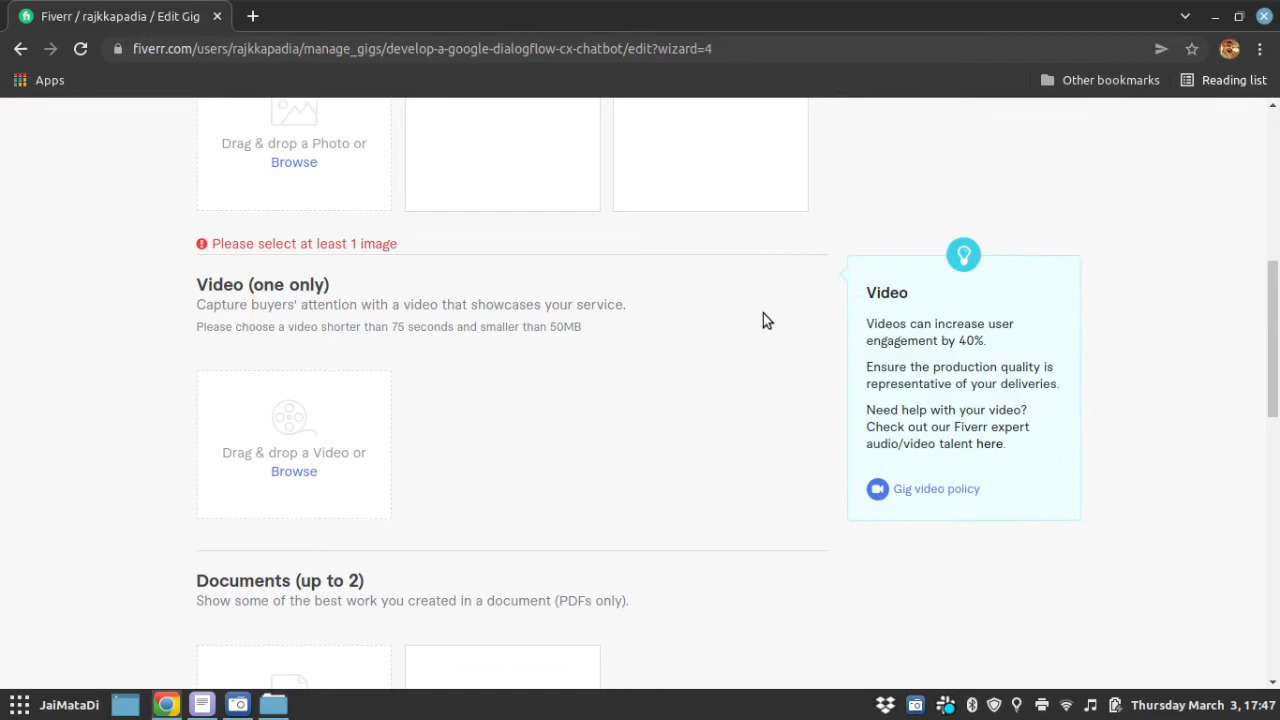 Fiverr / rajkkapadia / Edit Gig
fiverr.com/users/rajkkapadia/manage_gigs/develop-a-google-dialogflow-cx-chatbot/edit?wizard=4
Apps
Other bookmarks
Reading list
Drag & drop a Photo or
Browse
Please select at least 1 image
Video (one only)
Capture buyers' attention with a video that showcases your service.
Please choose a video shorter than 75 seconds and smaller than 50MB
Drag & drop a Video or
Browse
Video
Videos can increase user
engagement by 40%.
Ensure the production quality is
representative of your deliveries.
Need help with your video?
Check out our Fiverr expert
audio/video talent here.
Gig video policy
Documents (up to 2)
Show some of the best work you created in a document (PDFs only).
JaiMataDi
Thursday March 3, 17:47